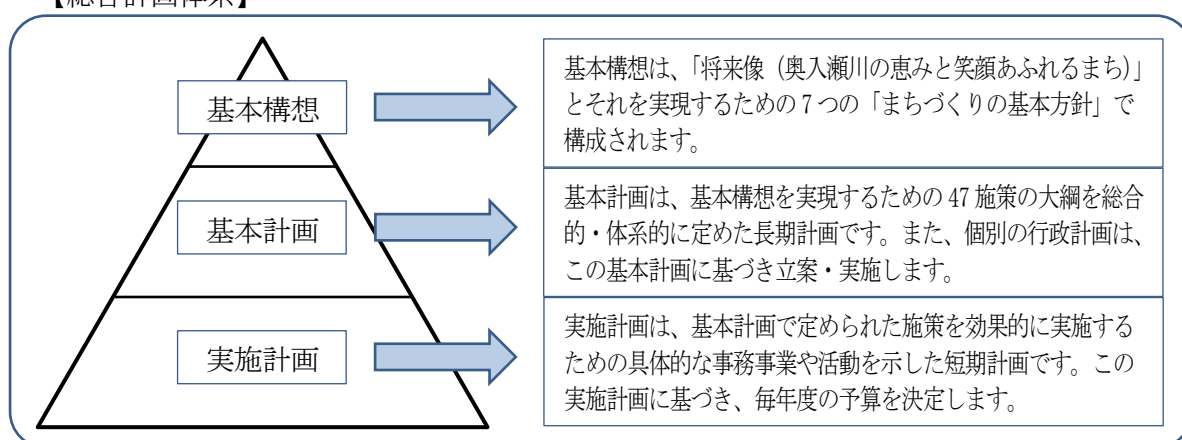 【総合計画体系】
基本構想
基本構想は、「将来像（奥入瀬川の恵みと笑顔あふれるまち）」
とそれを実現するための７つの「まちづくりの基本方針」で
構成されます。
基本計画
基本計画は、基本構想を実現するための 47 施策の大綱を総合
的・体系的に定めた長期計画です。また、個別の行政計画は、
この基本計画に基づき立案・実施します。
実施計画
実施計画は、基本計画で定められた施策を効果的に実施する
ための具体的な事務事業や活動を示した短期計画です。この
実施計画に基づき、毎年度の予算を決定します。